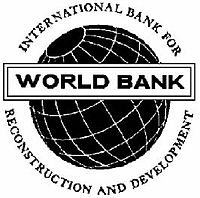 INTERNATIONAL BANK FOR
WORLD BANK
RECONSTRUCTION AND DEVELOPMENT